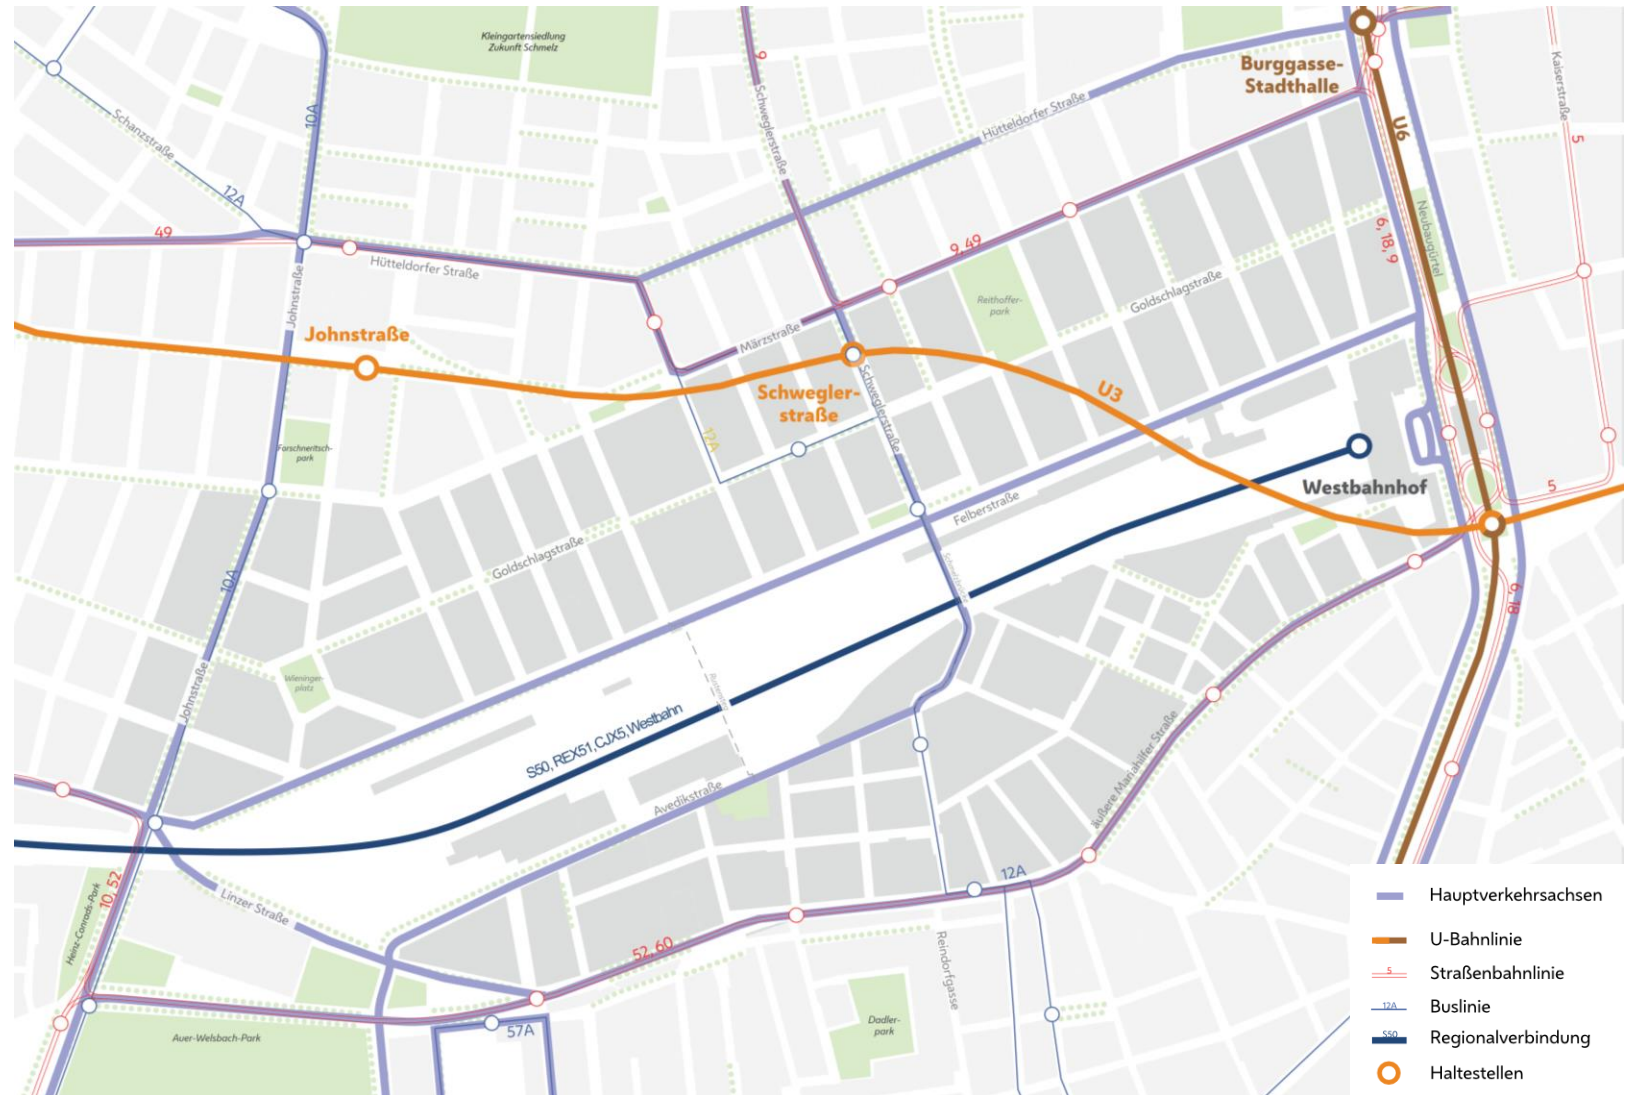 Kleingartensiedlung
Zukunft Schmelz
9
Burggasse-
Stadthalle
Kaiserstraße
10A
Schweglerstraße
Hütteldorfer Straße
Schanzstraße
U6
5
12A
49
Hütteldorfer Straße
9, 49
6, 18, 9
Neubaugürtel
Johnstraße
Reithoffer-
park
Goldschlagstraße
Johnstraße
Märzstraße
Schwegler-
straße
Schweglerstraße
U3
12A
Forschneritsch-
park
Westbahnhof
5
Felberstraße
Goldschlagstraße
10A
Schmelzbrücke
6, 18
Johnstraße
Wieninger-
platz
Rustensteg
S50, REX51, CJX5, Westbahn
Avedikstraße
äußere Mariahilfer Straße
12A
10, 52
Heinz-Conrads-Park
Linzer Straße
52, 60
Reindorfgasse
Dadler-
park
Auer-Welsbach-Park
57A
Hauptverkehrsachsen
U-Bahnlinie
5
Straßenbahnlinie
12A
Buslinie
S50
Regionalverbindung
Haltestellen